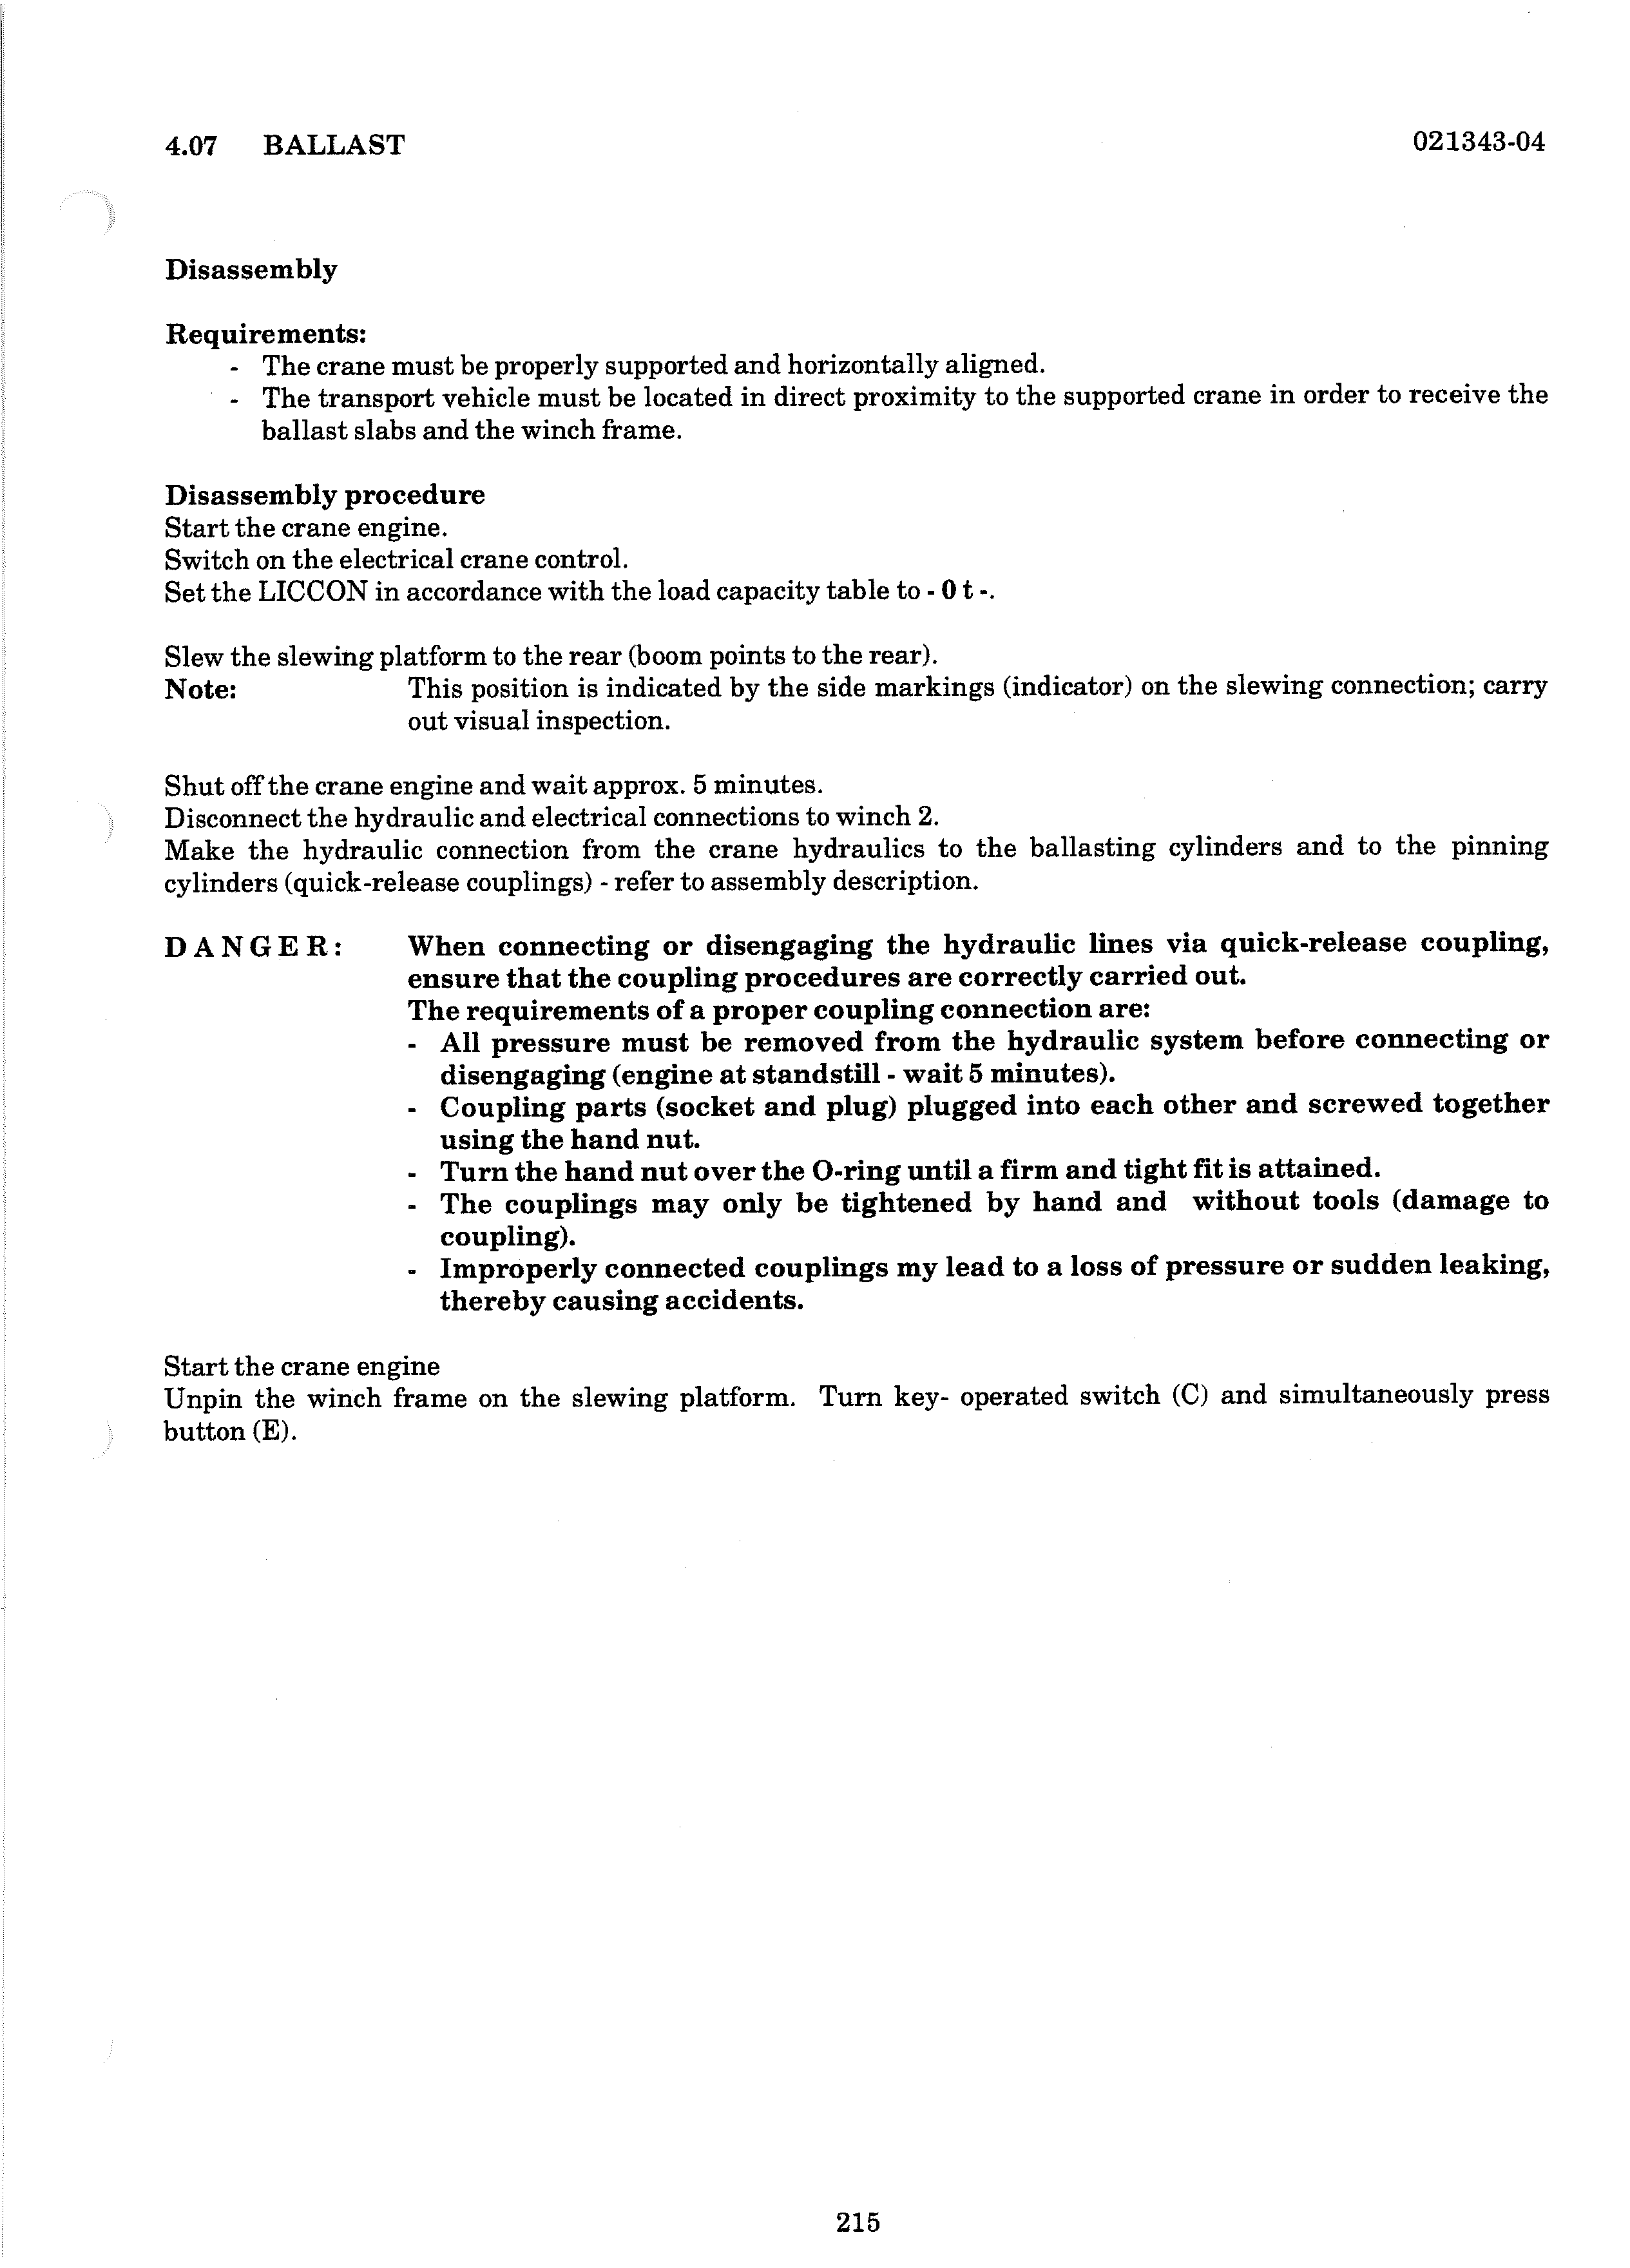 4.07 BALLAST 021343-04
Disassembly
Requirements:
- The crane must be properly supported and horizontally aligned.
- The transport vehicle must be located in direct proximity to the supported crane in order to receive the
ballast slabs and the winch frame.
Disassembly procedure
Start the crane engine.
Switch on the electrical crane control.
Set the LICCON in accordance with the load capacity table to - 0 t -.
Slew the slewing platform to the rear (boom points to the rear).
Note: This position is indicated by the side markings (indicator) on the slewing connection; carry
out visual inspection.
Shut off the crane engine and wait approx. 5 minutes.
Disconnect the hydraulic and electrical connections to winch 2.
Make the hydraulic connection from the crane hydraulics to the ballasting cylinders and to the pinning
cylinders (quick-release couplings) - refer to assembly description.
D A N G E R : When connecting or disengaging the hydraulic lines via quick-release coupling,
ensure that the coupling procedures are correctly carried out.
The requirements of a proper coupling connection are:
- All pressure must be removed from the hydraulic system before connecting or
disengaging (engine at standstill - wait 5 minutes).
- Coupling parts (socket and plug) plugged into each other and screwed together
using the hand nut.
- Turn the hand nut over the O-ring until a firm and tight fit is attained.
- The couplings may only be tightened by hand and without tools (damage to
coupling).
- Improperly connected couplings my lead to a loss of pressure or sudden leaking,
thereby causing accidents.
Start the crane engine
Unpin the winch frame on the slewing platform. Turn key- operated switch (C) and simultaneously press
button (E).
215